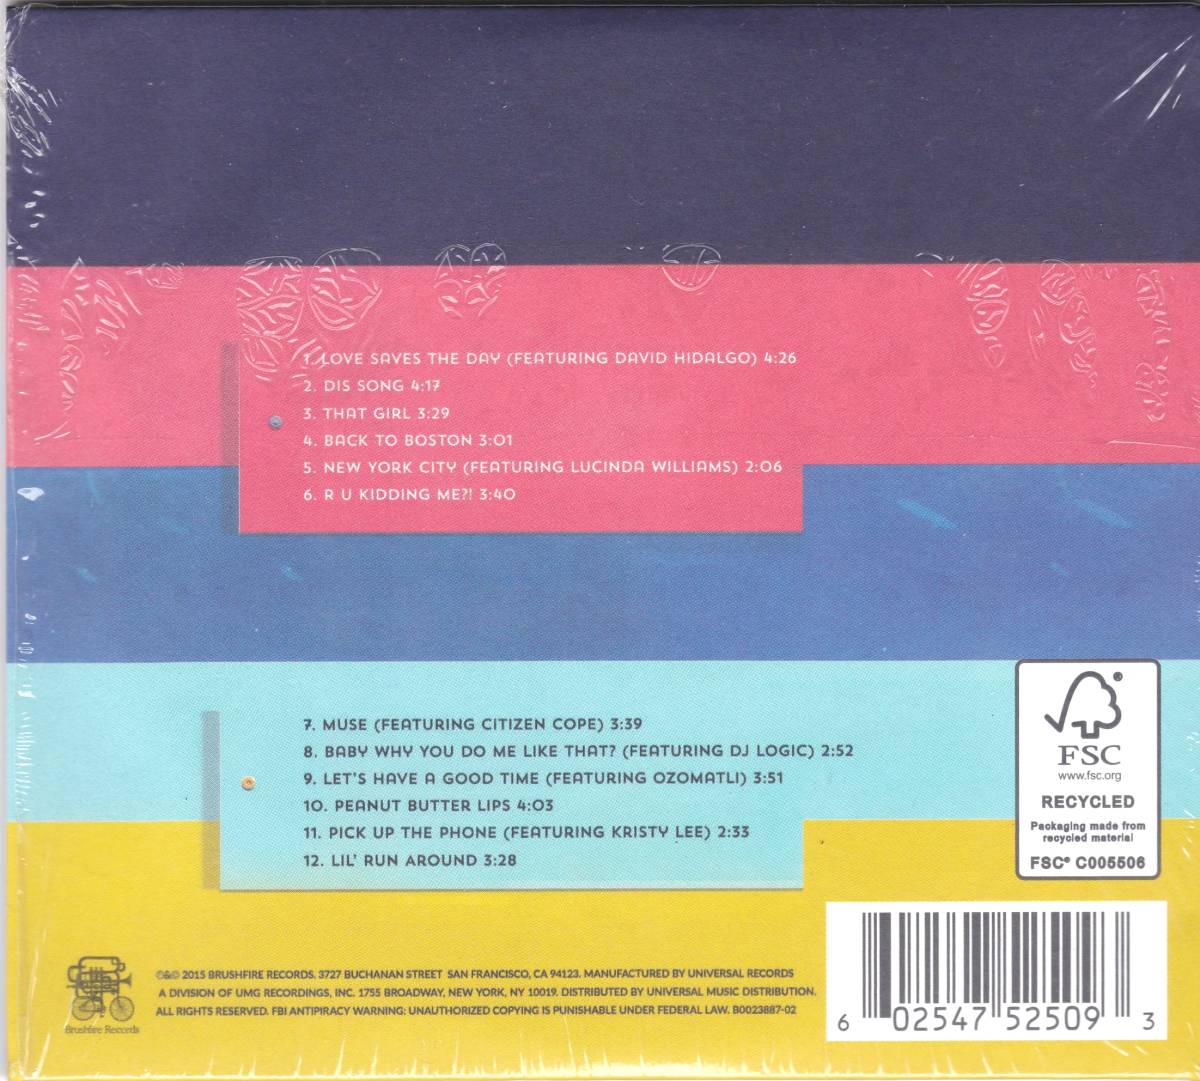 1. LOVE SAVES THE DAY (FEATURING DAVID HIDALGO) 4:26
2. DIS SONG 4:17
3. THAT GIRL 3:29
4. BACK TO BOSTON 3:01
5. NEW YORK CITY (FEATURING LUCINDA WILLIAMS) 2:06
6. R U KIDDING ME?! 3:40
7. MUSE (FEATURING CITIZEN COPE) 3:39
8. BABY WHY YOU DO ME LIKE THAT? (FEATURING DJ LOGIC) 2:52
9. LET'S HAVE A GOOD TIME (FEATURING OZOMATLI) 3:51
10. PEANUT BUTTER LIPS 4:03
11. PICK UP THE PHONE (FEATURING KRISTY LEE) 2:33
12. LIL' RUN AROUND 3:28
®
FSC
www.fsc.org
RECYCLED
Packaging made from
recycled material
FSC® C005506
Brushfire Records
©&℗ 2015 BRUSHFIRE RECORDS. 3727 BUCHANAN STREET SAN FRANCISCO, CA 94123. MANUFACTURED BY UNIVERSAL RECORDS
A DIVISION OF UMG RECORDINGS, INC. 1755 BROADWAY, NEW YORK, NY 10019. DISTRIBUTED BY UNIVERSAL MUSIC DISTRIBUTION.
ALL RIGHTS RESERVED. FBI ANTIPIRACY WARNING: UNAUTHORIZED COPYING IS PUNISHABLE UNDER FEDERAL LAW. B0023887-02
6 02547 52509 3